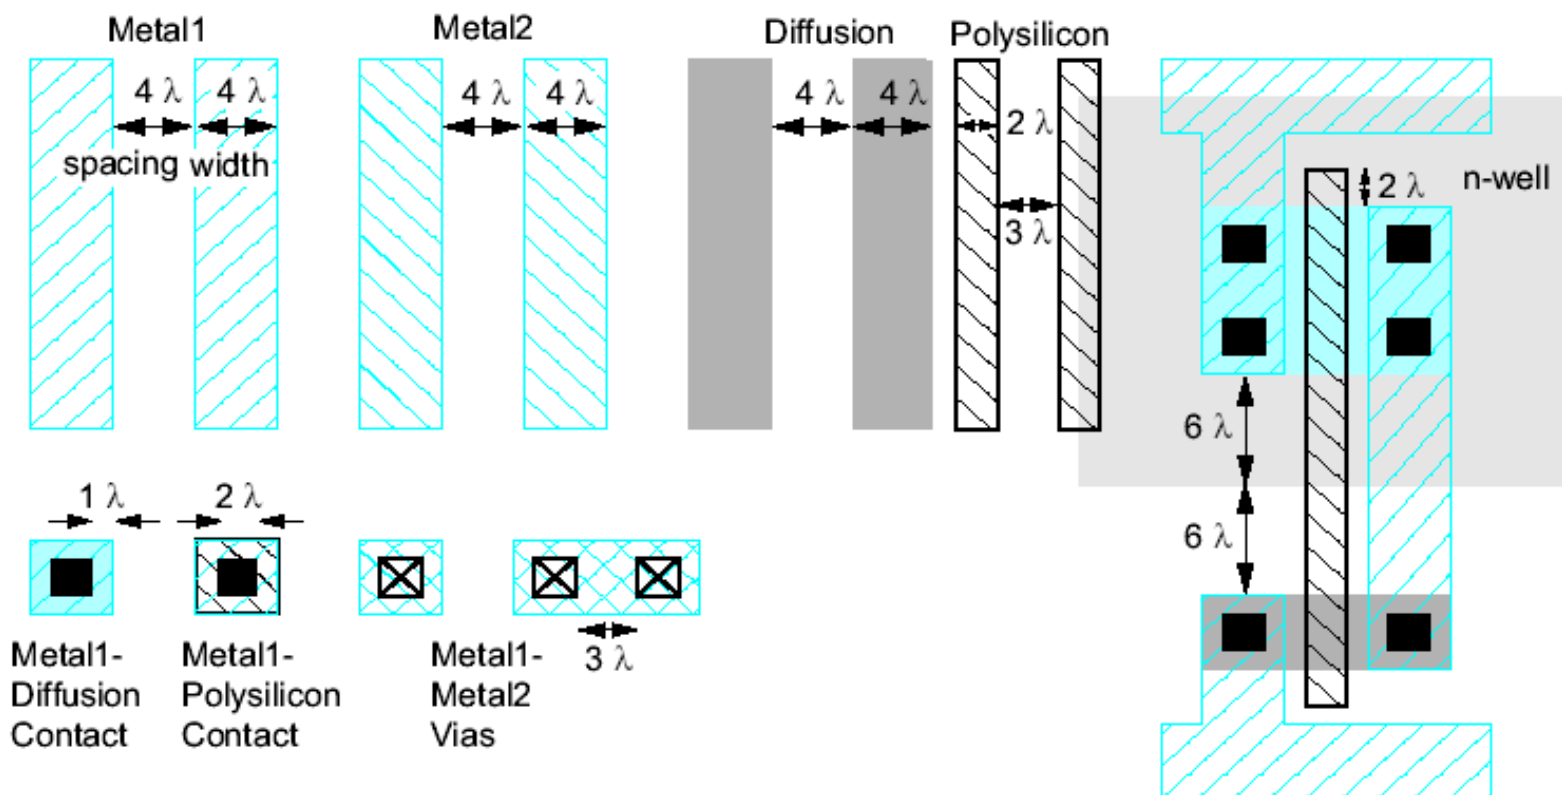 Metal1
Metal2
Diffusion
Polysilicon
4 λ
4 λ
4 λ
4 λ
4 λ
4 λ
2 λ
spacing
width
3 λ
2 λ
n-well
6 λ
6 λ
1 λ
2 λ
3 λ
Metal1-
Diffusion
Contact
Metal1-
Polysilicon
Contact
Metal1-
Metal2
Vias